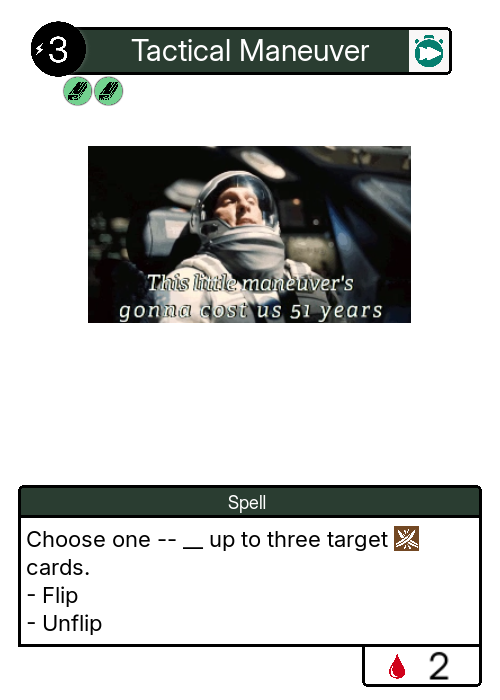 3 Tactical Maneuver
This little maneuver's
gonna cost us 51 years
Spell
Choose one -- __ up to three target
cards.
- Flip
- Unflip
2